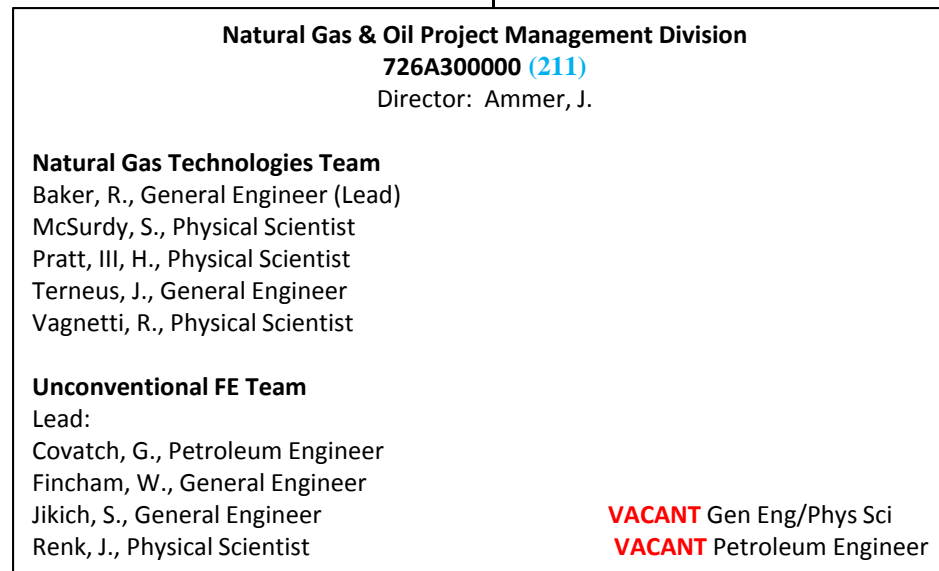 Natural Gas & Oil Project Management Division
726A300000 (211)
Director: Ammer, J.
Natural Gas Technologies Team
Baker, R., General Engineer (Lead)
McSurdy, S., Physical Scientist
Pratt, III, H., Physical Scientist
Terneus, J., General Engineer
Vagnetti, R., Physical Scientist
Unconventional FE Team
Lead:
Covatch, G., Petroleum Engineer
Fincham, W., General Engineer
Jikich, S., General Engineer VACANT Gen Eng/Phys Sci
Renk, J., Physical Scientist VACANT Petroleum Engineer